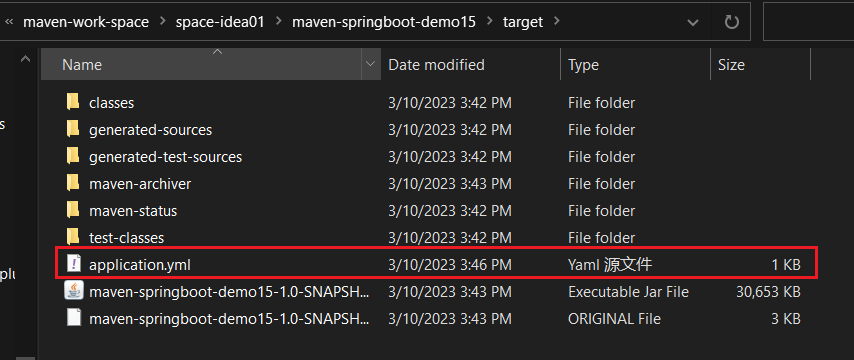 « maven-work-space > space-idea01 > maven-springboot-demo15 > target >
Name Date modified Type Size
classes 3/10/2023 3:42 PM File folder
generated-sources 3/10/2023 3:42 PM File folder
generated-test-sources 3/10/2023 3:42 PM File folder
maven-archiver 3/10/2023 3:43 PM File folder
maven-status 3/10/2023 3:42 PM File folder
test-classes 3/10/2023 3:42 PM File folder
application.yml 3/10/2023 3:46 PM Yaml 源文件 1 KB
maven-springboot-demo15-1.0-SNAPSH... 3/10/2023 3:43 PM Executable Jar File 30,653 KB
maven-springboot-demo15-1.0-SNAPSH... 3/10/2023 3:43 PM ORIGINAL File 3 KB
s
plu